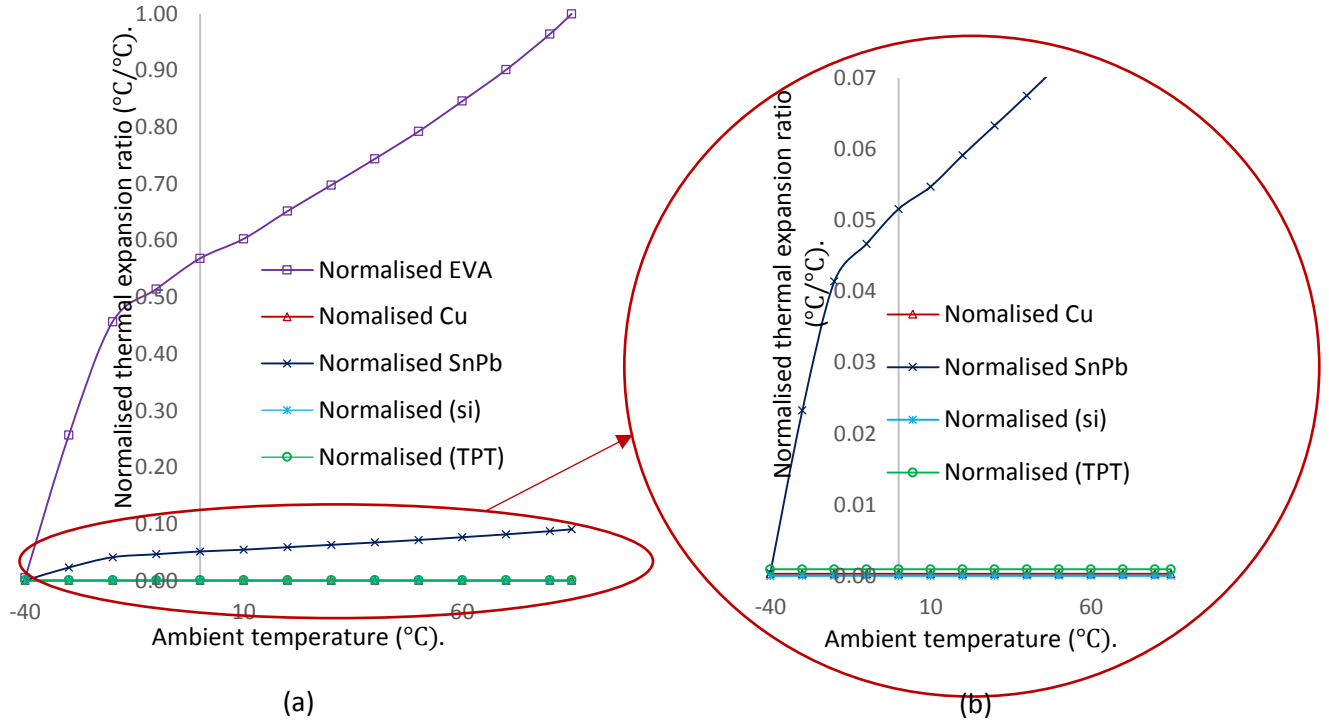 Normalised thermal expansion ratio (°C/°C).
1.00
0.90
0.80
0.70
0.60
0.50
0.40
0.30
0.20
0.10
0.00
-40
10
60
Ambient temperature (°C).
Normalised EVA
Nomalised Cu
Normalised SnPb
Normalised (si)
Normalised (TPT)
(a)
Normalised thermal expansion ratio
(°C/°C).
0.07
0.06
0.05
0.04
0.03
0.02
0.01
0.00
-40
10
60
Ambient temperature (°C).
Nomalised Cu
Normalised SnPb
Normalised (si)
Normalised (TPT)
(b)